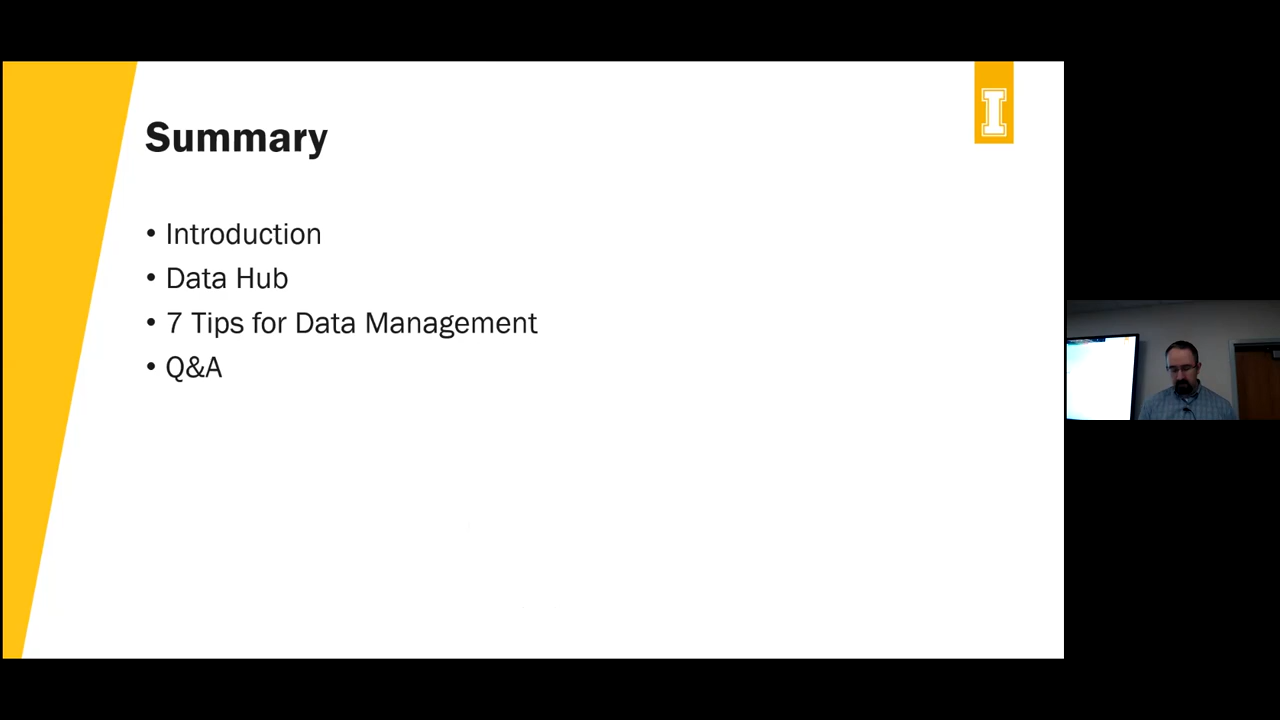 I
Summary
• Introduction
• Data Hub
• 7 Tips for Data Management
• Q&A